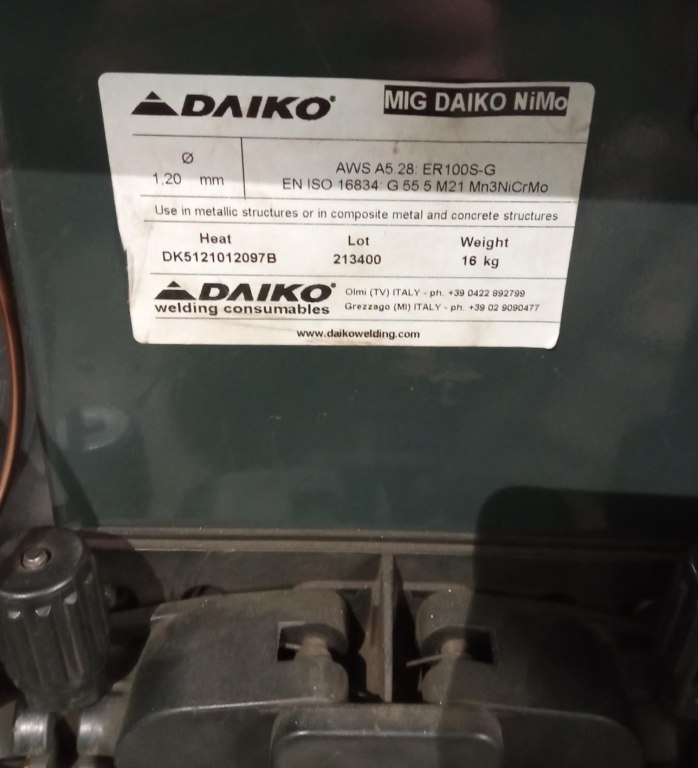 DAIKO
MIG DAIKO NiMo
Ø
1,20 mm
AWS A5.28: ER100S-G
EN ISO 16834: G 55 5 M21 Mn3NiCrMo
Use in metallic structures or in composite metal and concrete structures
Heat Lot Weight
DK5121012097B 213400 16 kg
DAIKO
welding consumables
Olmi (TV) ITALY - ph. +39 0422 892799
Grezzago (MI) ITALY - ph. +39 02 9090477
www.daikowelding.com